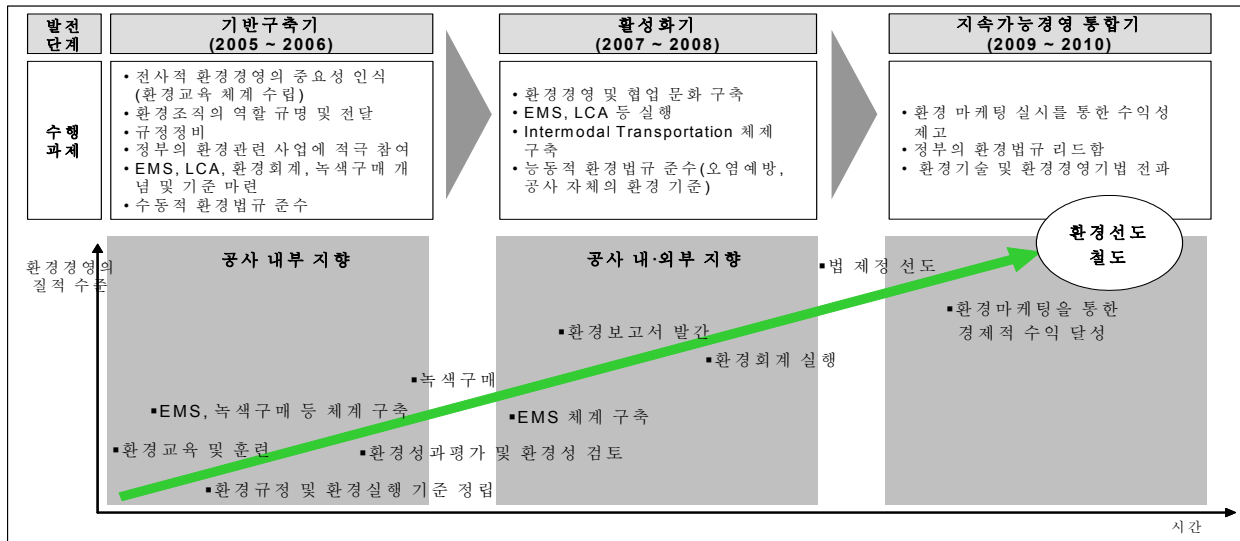 발전
단계
기반구축기
(2005 ~ 2006)
활성화기
(2007 ~ 2008)
지속가능경영 통합기
(2009 ~ 2010)
수행
과제
• 전사적 환경경영의 중요성 인식
(환경교육 체계 수립)
• 환경조직의 역할 규명 및 전달
• 규정정비
• 정부의 환경관련 사업에 적극 참여
• EMS, LCA, 환경회계, 녹색구매 개
념 및 기준 마련
• 수동적 환경법규 준수
• 환경경영 및 협업 문화 구축
• EMS, LCA 등 실행
• Intermodal Transportation 체제
구축
• 능동적 환경법규 준수(오염예방,
공사 자체의 환경 기준)
• 환경 마케팅 실시를 통한 수익성
제고
• 정부의 환경법규 리드함
• 환경기술 및 환경경영기법 전파
환경경영의
질적 수준
공사 내부 지향
공사 내·외부 지향
환경선도
철도
▪법 제정 선도
▪환경마케팅을 통한
경제적 수익 달성
▪환경보고서 발간
▪환경회계 실행
▪녹색구매
▪EMS, 녹색구매 등 체계 구축
▪EMS 체계 구축
▪환경교육 및 훈련
▪환경성과평가 및 환경성 검토
▪환경규정 및 환경실행 기준 정립
시간